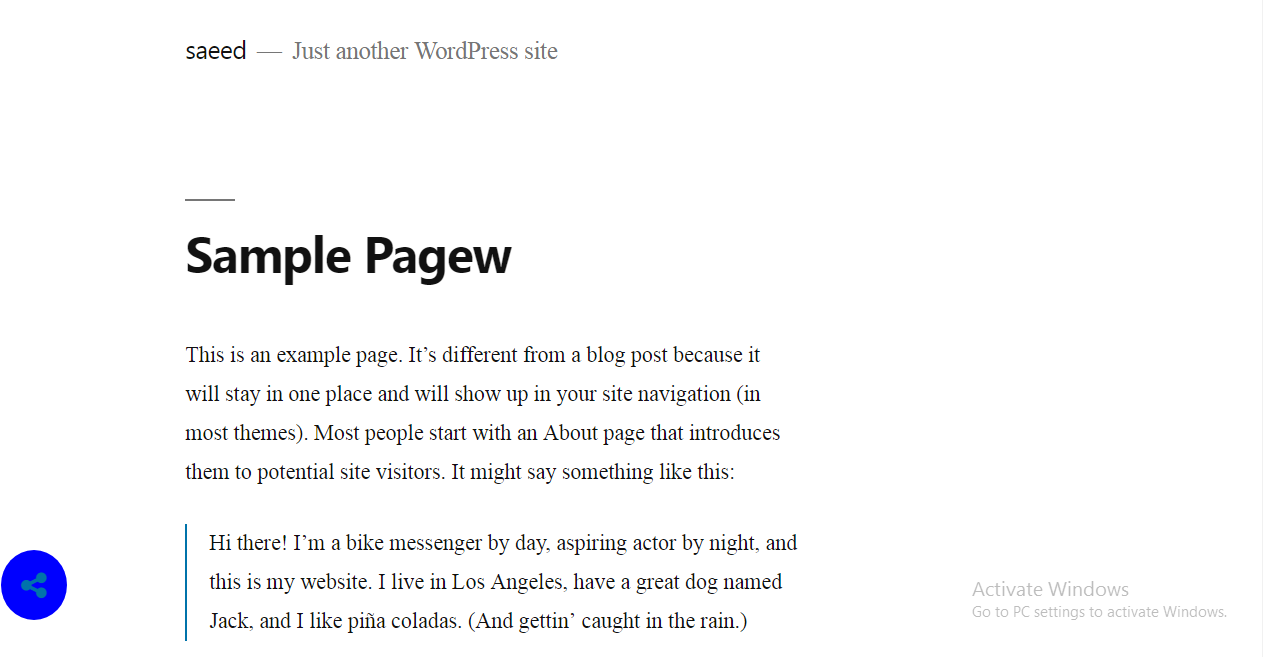 saeed — Just another WordPress site
Sample Pagew
This is an example page. It’s different from a blog post because it
will stay in one place and will show up in your site navigation (in
most themes). Most people start with an About page that introduces
them to potential site visitors. It might say something like this:
Hi there! I’m a bike messenger by day, aspiring actor by night, and
this is my website. I live in Los Angeles, have a great dog named
Jack, and I like piña coladas. (And gettin’ caught in the rain.)
Activate Windows
Go to PC settings to activate Windows.